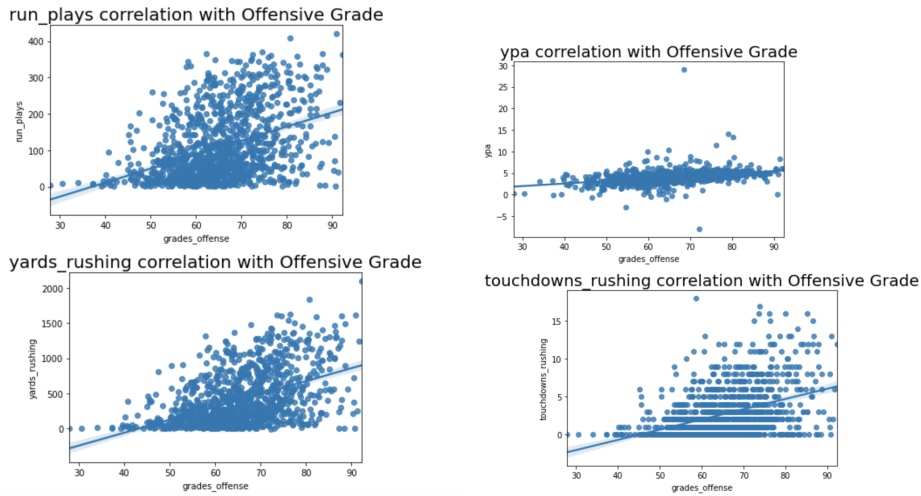 run_plays correlation with Offensive Grade
400
300
200
100
0
run_plays
30 40 50 60 70 80 90
grades_offense
ypa correlation with Offensive Grade
30
25
20
15
10
5
0
−5
ypa
30 40 50 60 70 80 90
grades_offense
yards_rushing correlation with Offensive Grade
2000
1500
1000
500
0
yards_rushing
30 40 50 60 70 80 90
grades_offense
touchdowns_rushing correlation with Offensive Grade
15
10
5
0
touchdowns_rushing
30 40 50 60 70 80 90
grades_offense